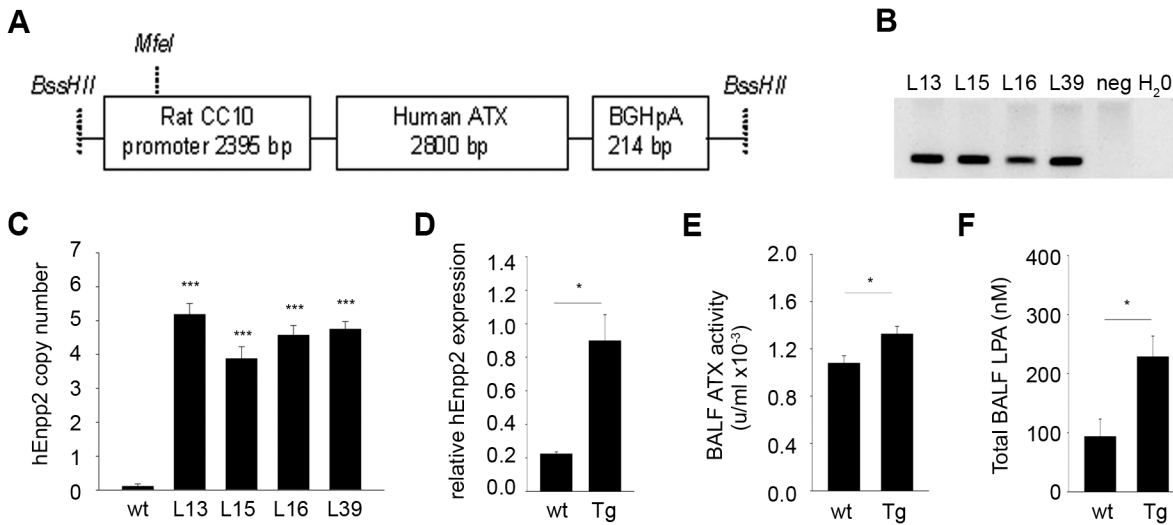 A
MfeI
BssHII
BssHII
Rat CC10
promoter 2395 bp
Human ATX
2800 bp
BGHpA
214 bp
B
L13 L15 L16 L39 neg H₂0
C
hEnpp2 copy number
7
6
5
4
3
2
1
0
***
***
***
***
wt L13 L15 L16 L39
D
relative hEnpp2 expression
1.4
1.2
1.0
0.8
0.6
0.4
0.2
0.0
*
wt Tg
E
BALF ATX activity
(u/ml x10⁻³)
2.0
1.6
1.2
0.8
0.4
0.0
*
wt Tg
F
Total BALF LPA (nM)
400
300
200
100
0
*
wt Tg